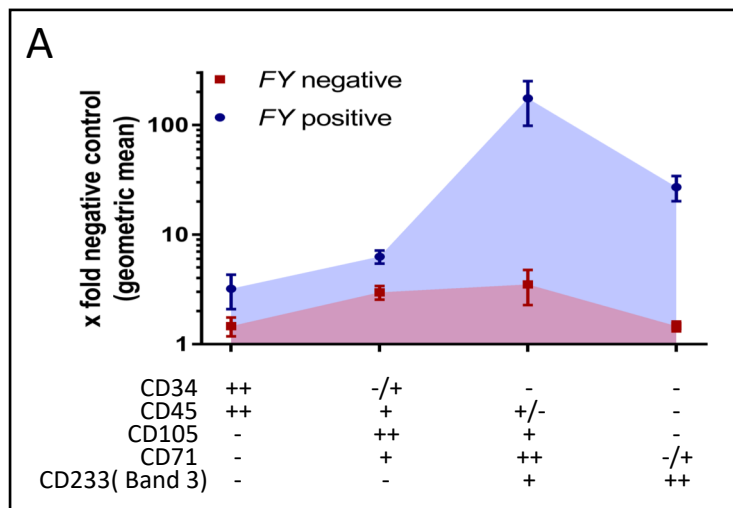 A
FY negative
FY positive
x fold negative control
(geometric mean)
100
10
1
CD34 ++ -/+ - -
CD45 ++ + +/- -
CD105 - ++ + -
CD71 - + ++ -/+
CD233( Band 3) - - + ++